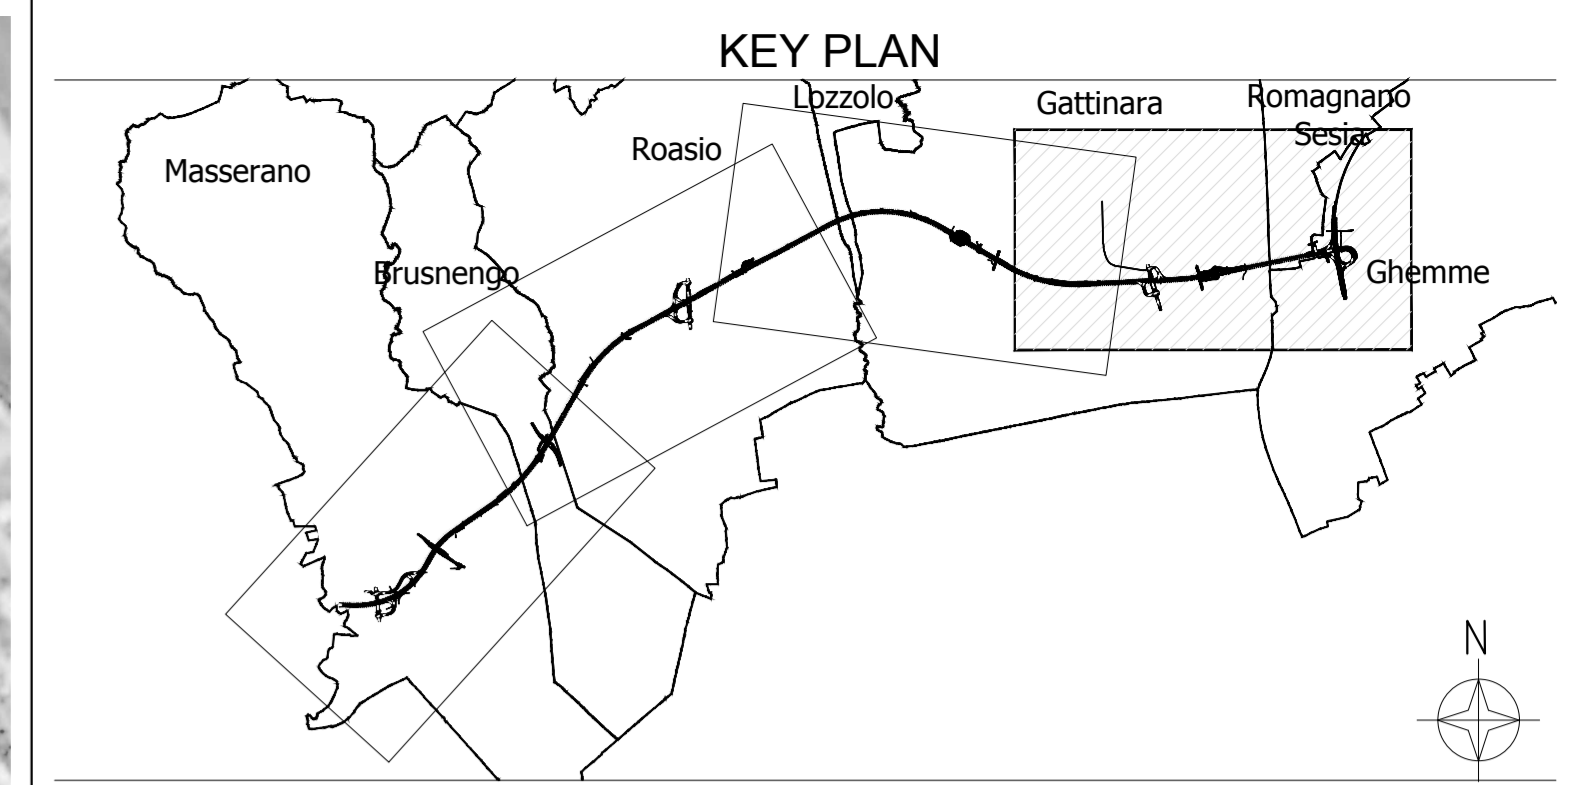 KEY PLAN
Lozzolo
Gattinara
Romagnano
Sesia
Roasio
Masserano
Brusnengo
Ghemme
N